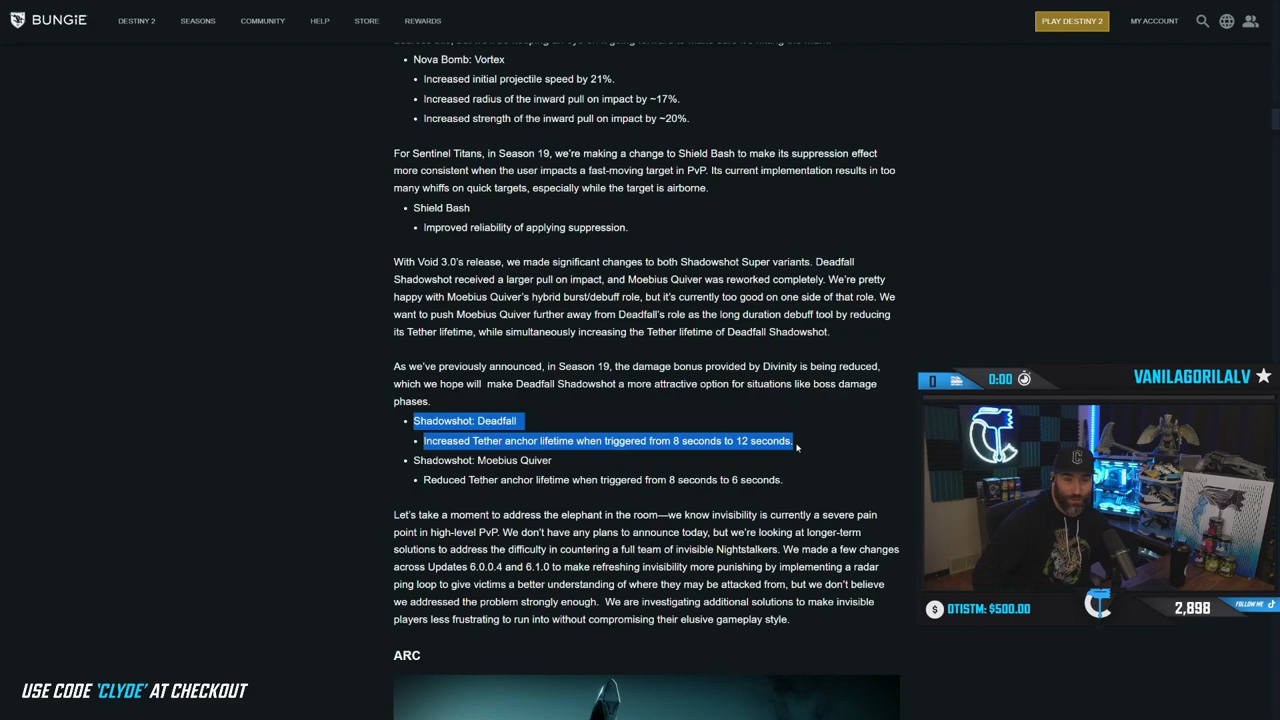 BUNGiE
DESTINY 2
SEASONS
COMMUNITY
HELP
STORE
REWARDS
PLAY DESTINY 2
MY ACCOUNT
Nova Bomb: Vortex
Increased initial projectile speed by 21%.
Increased radius of the inward pull on impact by ~17%.
Increased strength of the inward pull on impact by ~20%.
For Sentinel Titans, in Season 19, we're making a change to Shield Bash to make its suppression effect
more consistent when the user impacts a fast-moving target in PvP. Its current implementation results in too
many whiffs on quick targets, especially while the target is airborne.
Shield Bash
Improved reliability of applying suppression.
With Void 3.0's release, we made significant changes to both Shadowshot Super variants. Deadfall
Shadowshot received a larger pull on impact, and Moebius Quiver was reworked completely. We're pretty
happy with Moebius Quiver's hybrid burst/debuff role, but it's currently too good on one side of that role. We
want to push Moebius Quiver further away from Deadfall's role as the long duration debuff tool by reducing
its Tether lifetime, while simultaneously increasing the Tether lifetime of Deadfall Shadowshot.
As we've previously announced, in Season 19, the damage bonus provided by Divinity is being reduced,
which we hope will  make Deadfall Shadowshot a more attractive option for situations like boss damage
phases.
Shadowshot: Deadfall
Increased Tether anchor lifetime when triggered from 8 seconds to 12 seconds.
Shadowshot: Moebius Quiver
Reduced Tether anchor lifetime when triggered from 8 seconds to 6 seconds.
Let's take a moment to address the elephant in the room—we know invisibility is currently a severe pain
point in high-level PvP. We don't have any plans to announce today, but we're looking at longer-term
solutions to address the difficulty in countering a full team of invisible Nightstalkers. We made a few changes
across Updates 6.0.0.4 and 6.1.0 to make refreshing invisibility more punishing by implementing a radar
ping loop to give victims a better understanding of where they may be attacked from, but we don't believe
we addressed the problem strongly enough.  We are investigating additional solutions to make invisible
players less frustrating to run into without compromising their elusive gameplay style.
ARC
0
0:00
VANILAGORILALV
$
OTISTM: $500.00
2,898
FOLLOW ME
USE CODE 'CLYDE' AT CHECKOUT